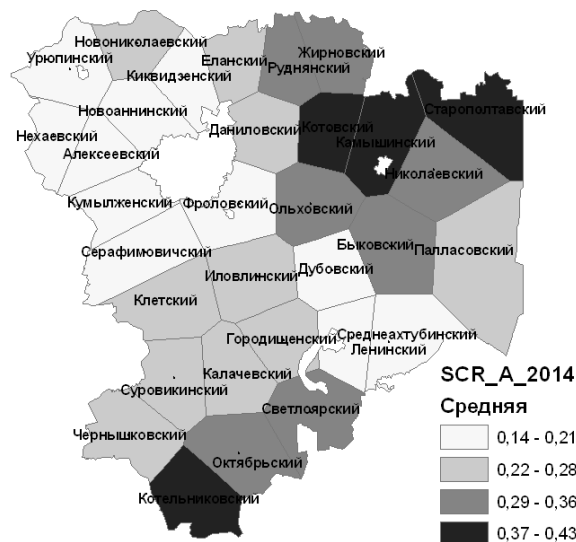 Новониколаевский
Урюпинский
Киквидзенский
Еланский
Жирновский
Руднянский
Новоаннинский
Нехаевский
Алексеевский
Даниловский
Котовский
Камышинский
Старополтавский
Николаевский
Кумылженский
Фроловский
Ольховский
Серафимовичский
Иловлинский
Дубовский
Быковский
Палласовский
Клетский
Городищенский
Среднеахтубинский
Ленинский
Суровикинский
Калачевский
Светлоярский
Чернышковский
Октябрьский
Котельниковский
SCR_A_2014
Средняя
0,14 - 0,21
0,22 - 0,28
0,29 - 0,36
0,37 - 0,43